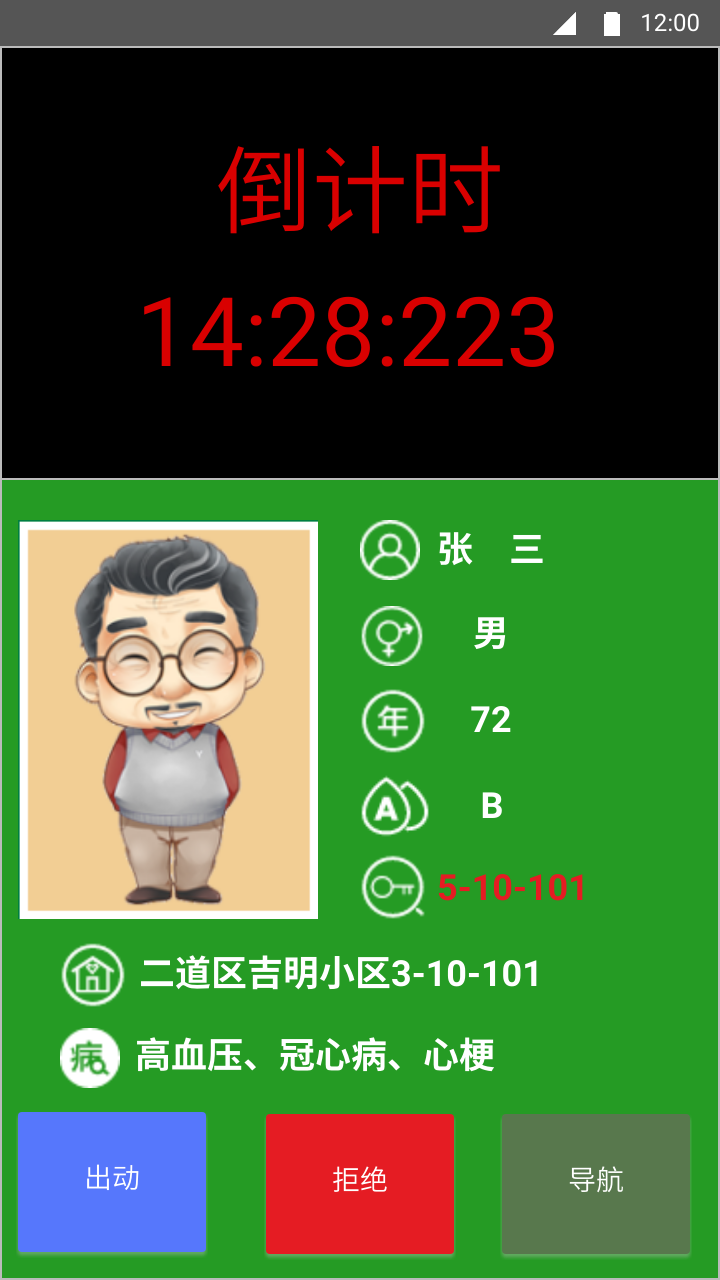 12:00
倒计时
14:28:223
张 三
男
年 72
A B
5-10-101
二道区吉明小区3-10-101
病 高血压、冠心病、心梗
出动 拒绝 导航